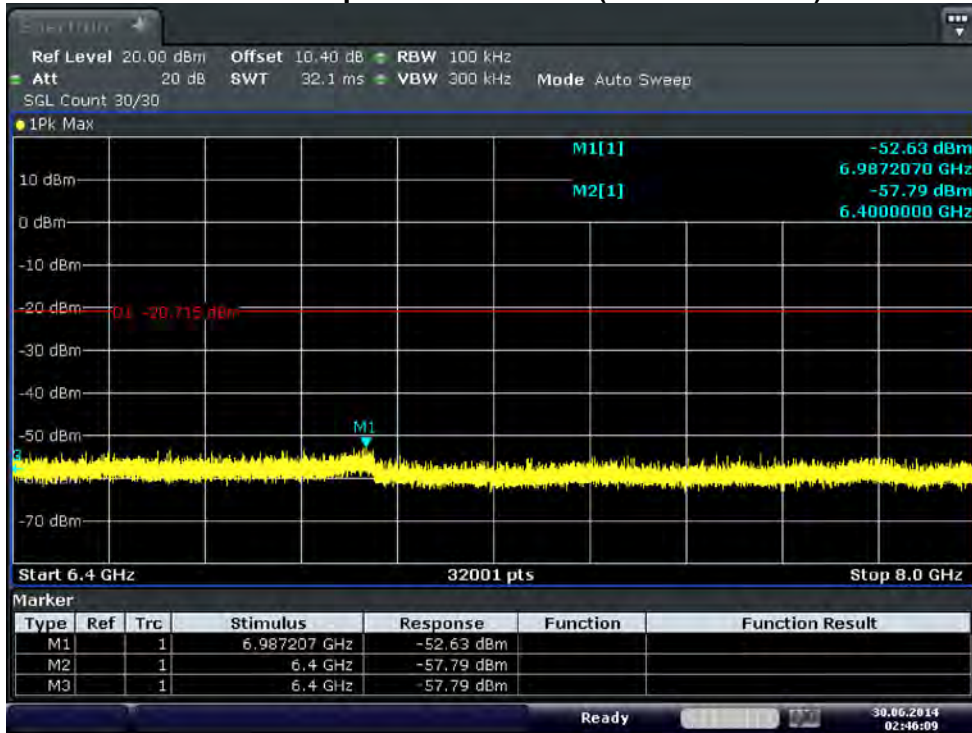 Spectrum
Ref Level 20.00 dBm Offset 10.40 dB RBW 100 kHz
Att 20 dB SWT 32.1 ms VBW 300 kHz Mode Auto Sweep
SGL Count 30/30
1Pk Max
M1[1] -52.63 dBm
6.9872070 GHz
10 dBm
M2[1] -57.79 dBm
6.4000000 GHz
0 dBm
-10 dBm
-20 dBm
D1 -20.715 dBm
-30 dBm
-40 dBm
M1
-50 dBm
-70 dBm
Start 6.4 GHz 32001 pts Stop 8.0 GHz
Marker
Type Ref Trc Stimulus Response Function Function Result
M1 1 6.987207 GHz -52.63 dBm
M2 1 6.4 GHz -57.79 dBm
M3 1 6.4 GHz -57.79 dBm
Ready 30.06.2014
02:46:09